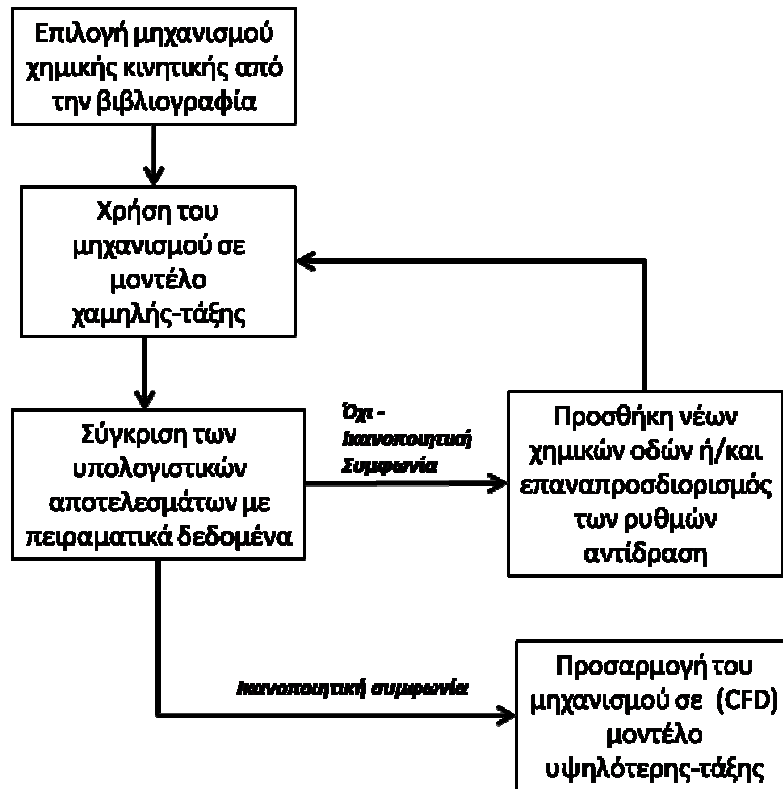 Επιλογή μηχανισμού
χημικής κινητικής από
την βιβλιογραφία
Χρήση του
μηχανισμού σε
μοντέλο
χαμηλής-τάξης
Σύγκριση των
υπολογιστικών
αποτελεσμάτων με
πειραματικά δεδομένα
Όχι -
Ικανοποιητική
Συμφωνία
Προσθήκη νέων
χημικών οδών ή/και
επαναπροσδιορισμός
των ρυθμών
αντίδραση
Ικανοποιητική συμφωνία
Προσαρμογή του
μηχανισμού σε (CFD)
μοντέλο
υψηλότερης-τάξης